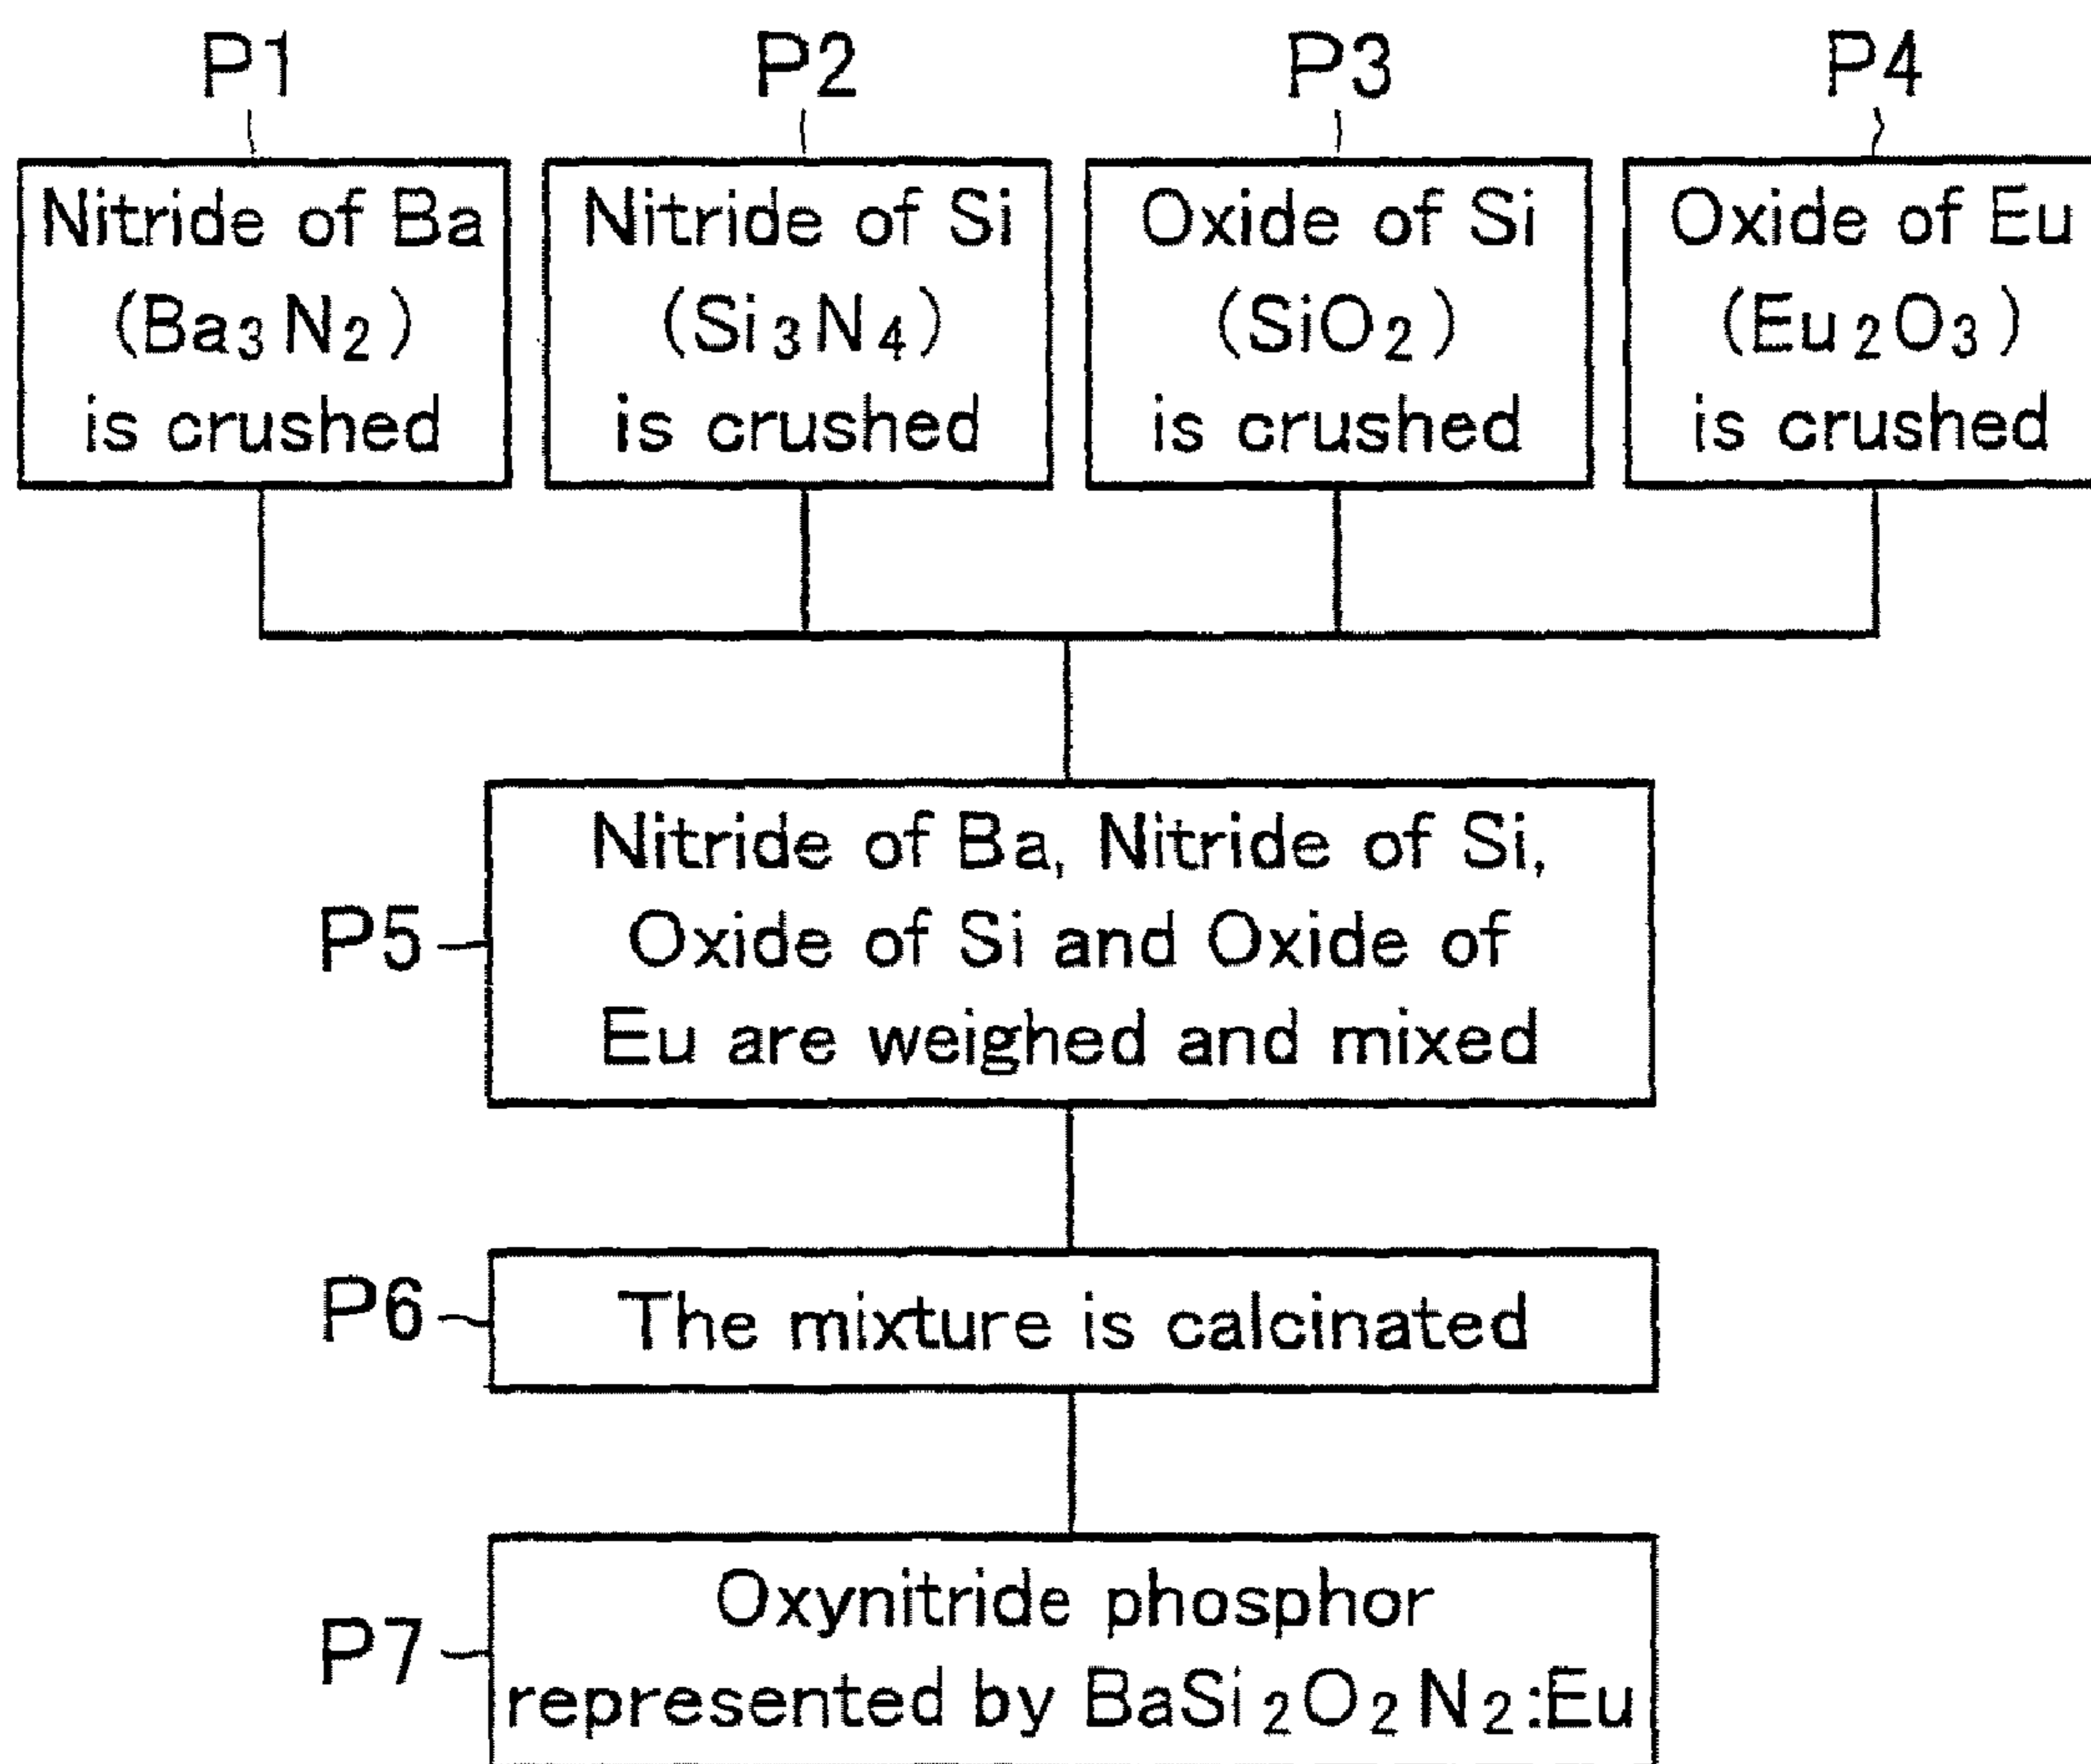 P1
P2
P3
P4
Nitride of Ba
(Ba₃N₂)
is crushed
Nitride of Si
(Si₃N₄)
is crushed
Oxide of Si
(SiO₂)
is crushed
Oxide of Eu
(Eu₂O₃)
is crushed
P5
Nitride of Ba, Nitride of Si,
Oxide of Si and Oxide of
Eu are weighed and mixed
P6
The mixture is calcinated
P7
Oxynitride phosphor
represented by BaSi₂O₂N₂:Eu